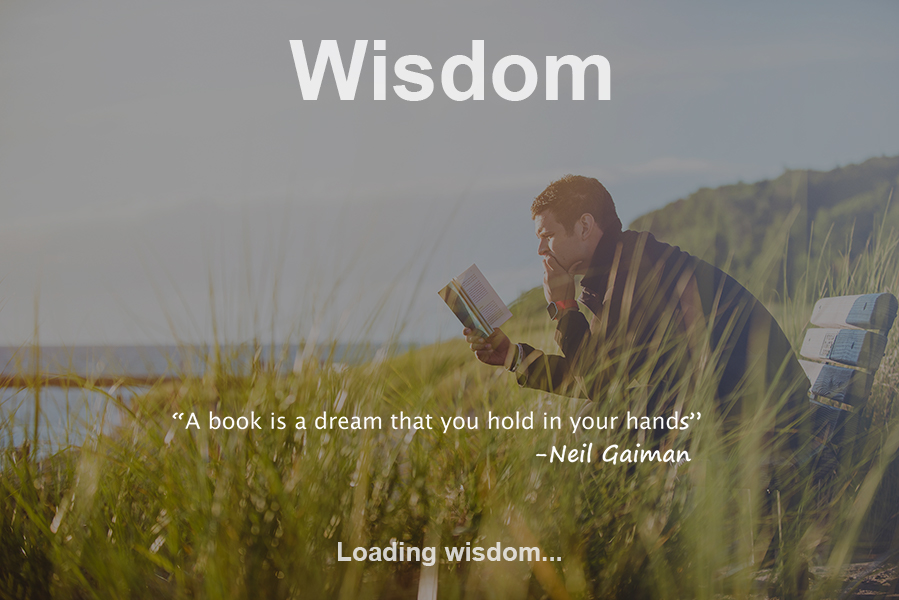 Wisdom
“A book is a dream that you hold in your hands”
-Neil Gaiman
Loading wisdom...